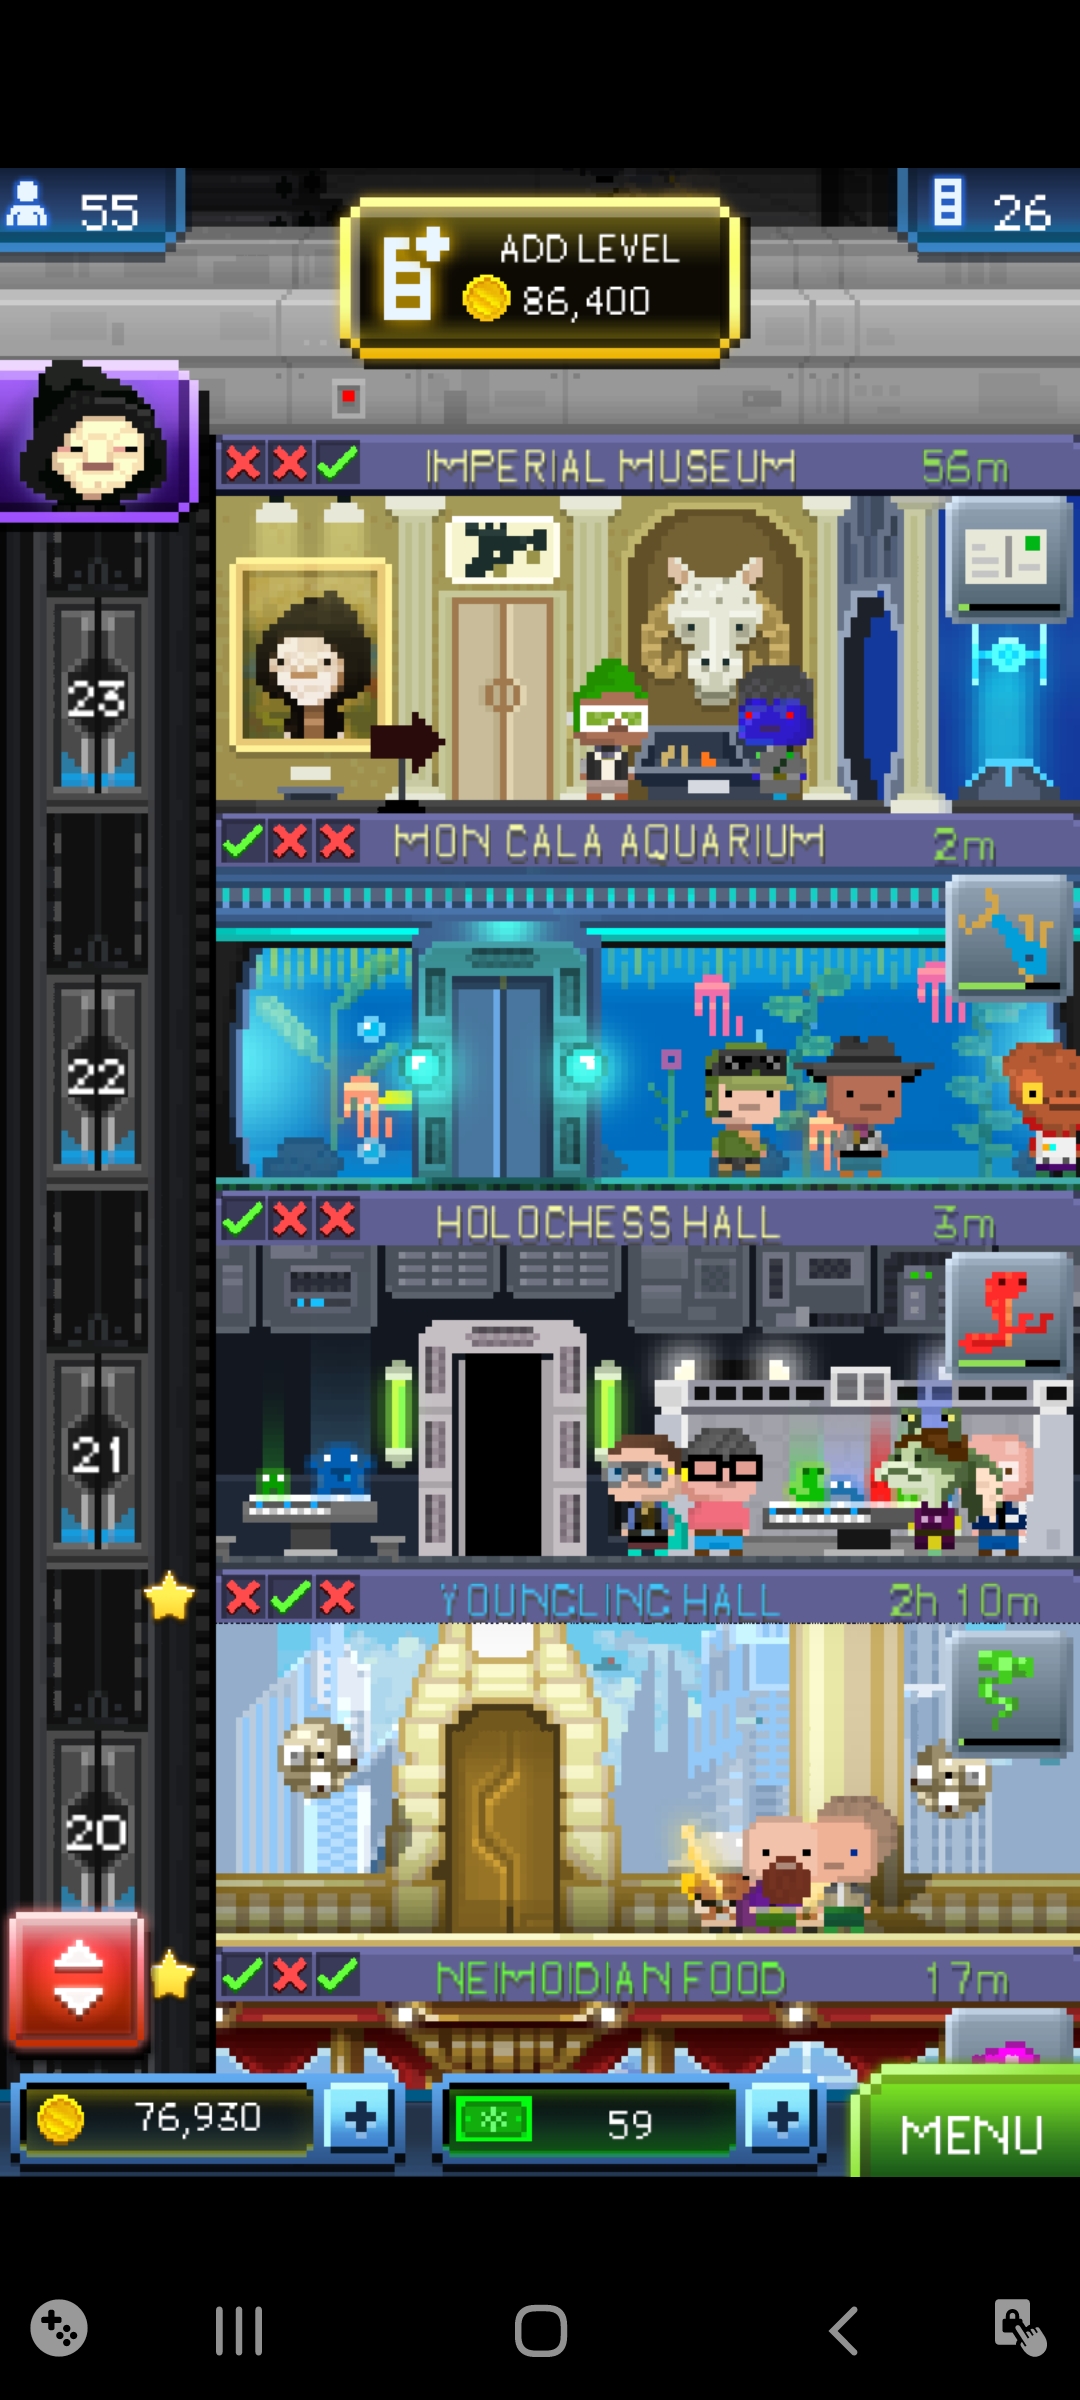 55
26
ADD LEVEL
86,400
IMPERIAL MUSEUM 56m
23
MON CALA AQUARIUM 2m
22
HOLOCHESS HALL 3m
21
YOUNGLING HALL 2h 10m
20
NEIMOIDIAN FOOD 17m
76,930
59
MENU